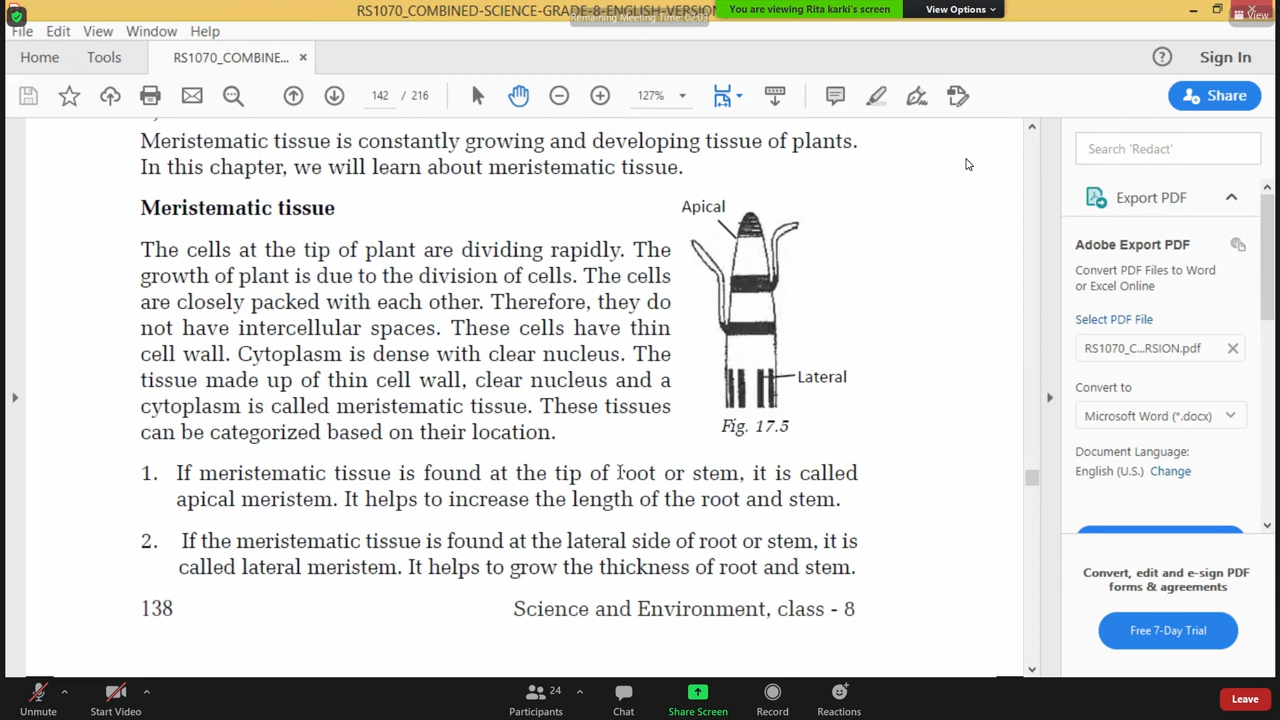 RS1070_COMBINED-SCIENCE-GRADE-8-ENGLISH-VERSION
Remaining Meeting Time: 02:03
You are viewing Rita karki's screen
View Options
View
File Edit View Window Help
Home Tools RS1070_COMBINE... Sign In
142 / 216 127% Share
Meristematic tissue is constantly growing and developing tissue of plants.
In this chapter, we will learn about meristematic tissue.
Meristematic tissue
The cells at the tip of plant are dividing rapidly. The
growth of plant is due to the division of cells. The cells
are closely packed with each other. Therefore, they do
not have intercellular spaces. These cells have thin
cell wall. Cytoplasm is dense with clear nucleus. The
tissue made up of thin cell wall, clear nucleus and a
cytoplasm is called meristematic tissue. These tissues
can be categorized based on their location.
Apical
Lateral
Fig. 17.5
1. If meristematic tissue is found at the tip of root or stem, it is called
apical meristem. It helps to increase the length of the root and stem.
2. If the meristematic tissue is found at the lateral side of root or stem, it is
called lateral meristem. It helps to grow the thickness of root and stem.
138 Science and Environment, class - 8
Search 'Redact'
Export PDF
Adobe Export PDF
Convert PDF Files to Word
or Excel Online
Select PDF File
RS1070_C...RSION.pdf
Convert to
Microsoft Word (*.docx)
Document Language:
English (U.S.) Change
Convert, edit and e-sign PDF
forms & agreements
Free 7-Day Trial
Unmute Start Video Participants 24 Chat Share Screen Record Reactions Leave